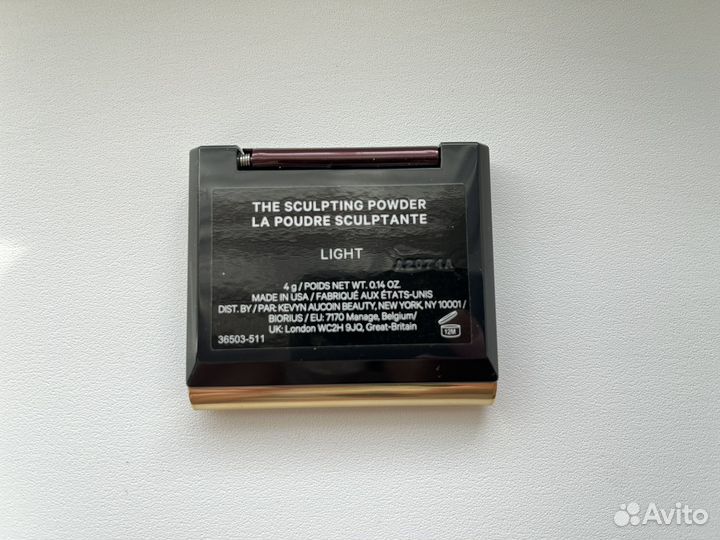 THE SCULPTING POWDER
LA POUDRE SCULPTANTE
LIGHT
A2074A
4 g / POIDS NET WT. 0.14 OZ.
MADE IN USA / FABRIQUÉ AUX ÉTATS-UNIS
DIST. BY / PAR: KEVYN AUCOIN BEAUTY, NEW YORK, NY 10001 /
BIORIUS / EU: 7170 Manage, Belgium/
UK: London WC2H 9JQ, Great-Britain
12M
36503-511
Avito